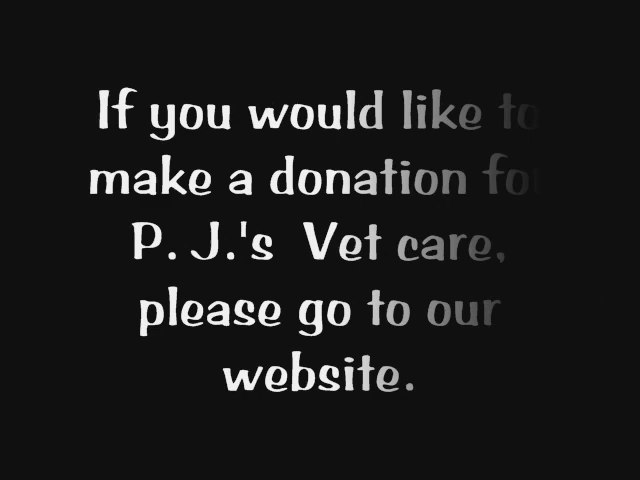 If you would like to
make a donation for
P. J.'s Vet care,
please go to our
website.